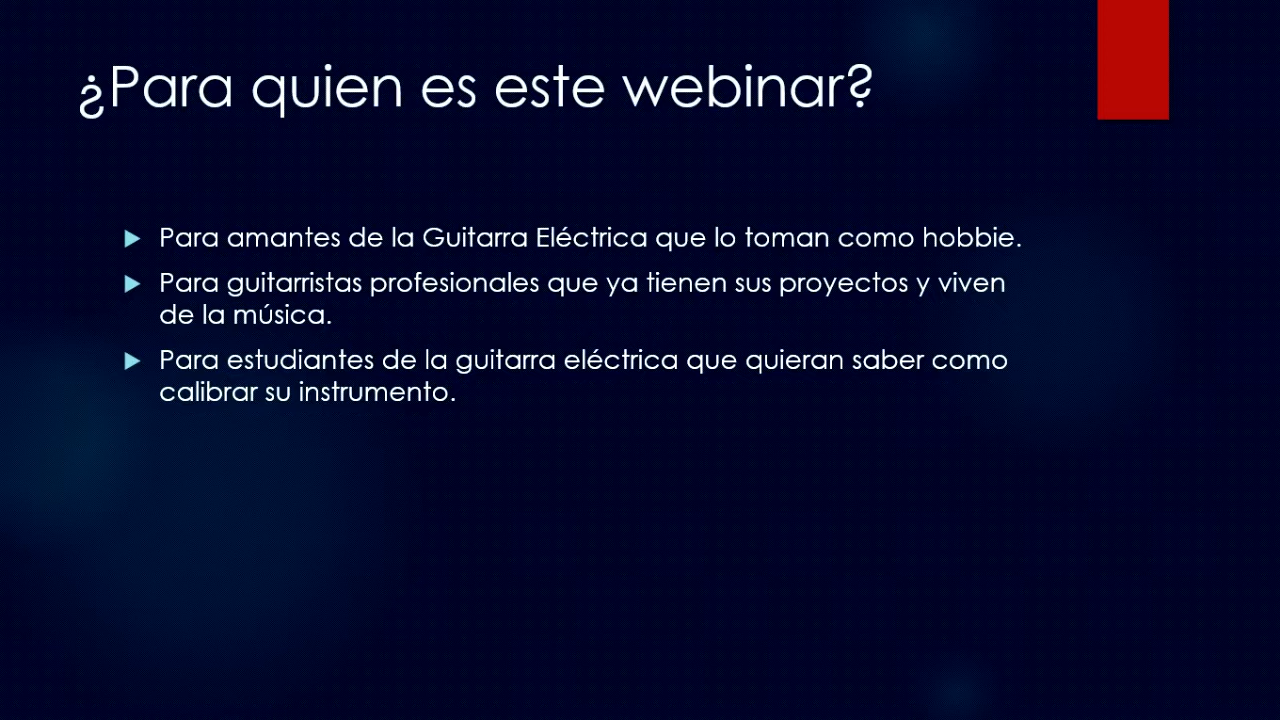 ¿Para quien es este webinar?
Para amantes de la Guitarra Eléctrica que lo toman como hobbie.
Para guitarristas profesionales que ya tienen sus proyectos y viven
de la música.
Para estudiantes de la guitarra eléctrica que quieran saber como
calibrar su instrumento.